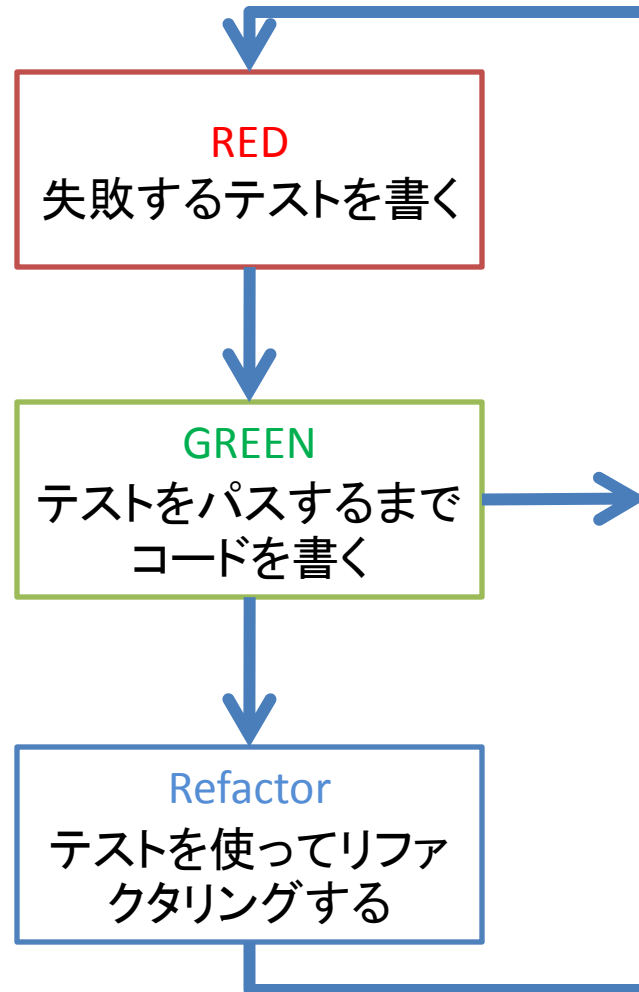 RED
失敗するテストを書く
GREEN
テストをパスするまで
コードを書く
Refactor
テストを使ってリファ
クタリングする